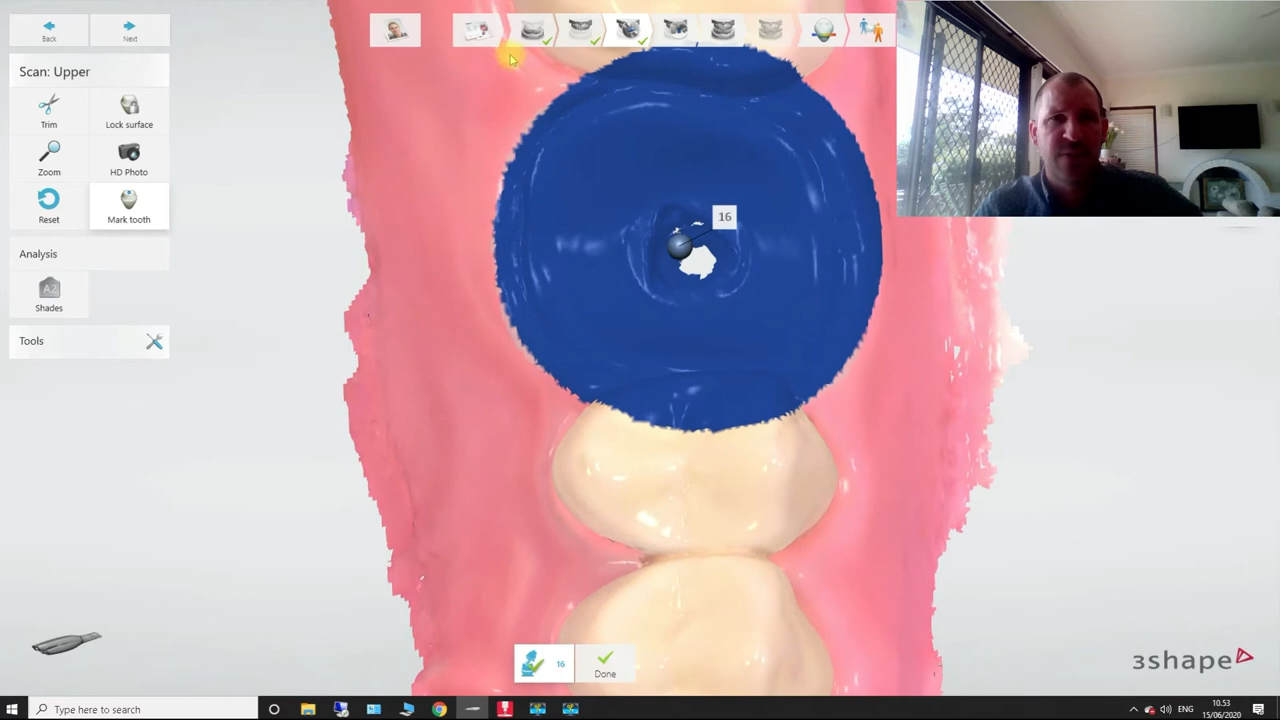 Back
Next
Scan: Upper
Trim
Lock surface
Zoom
HD Photo
Reset
Mark tooth
Analysis
A2
Shades
Tools
16
16
Done
3shape
Type here to search
ENG
10.53
15/06/2020